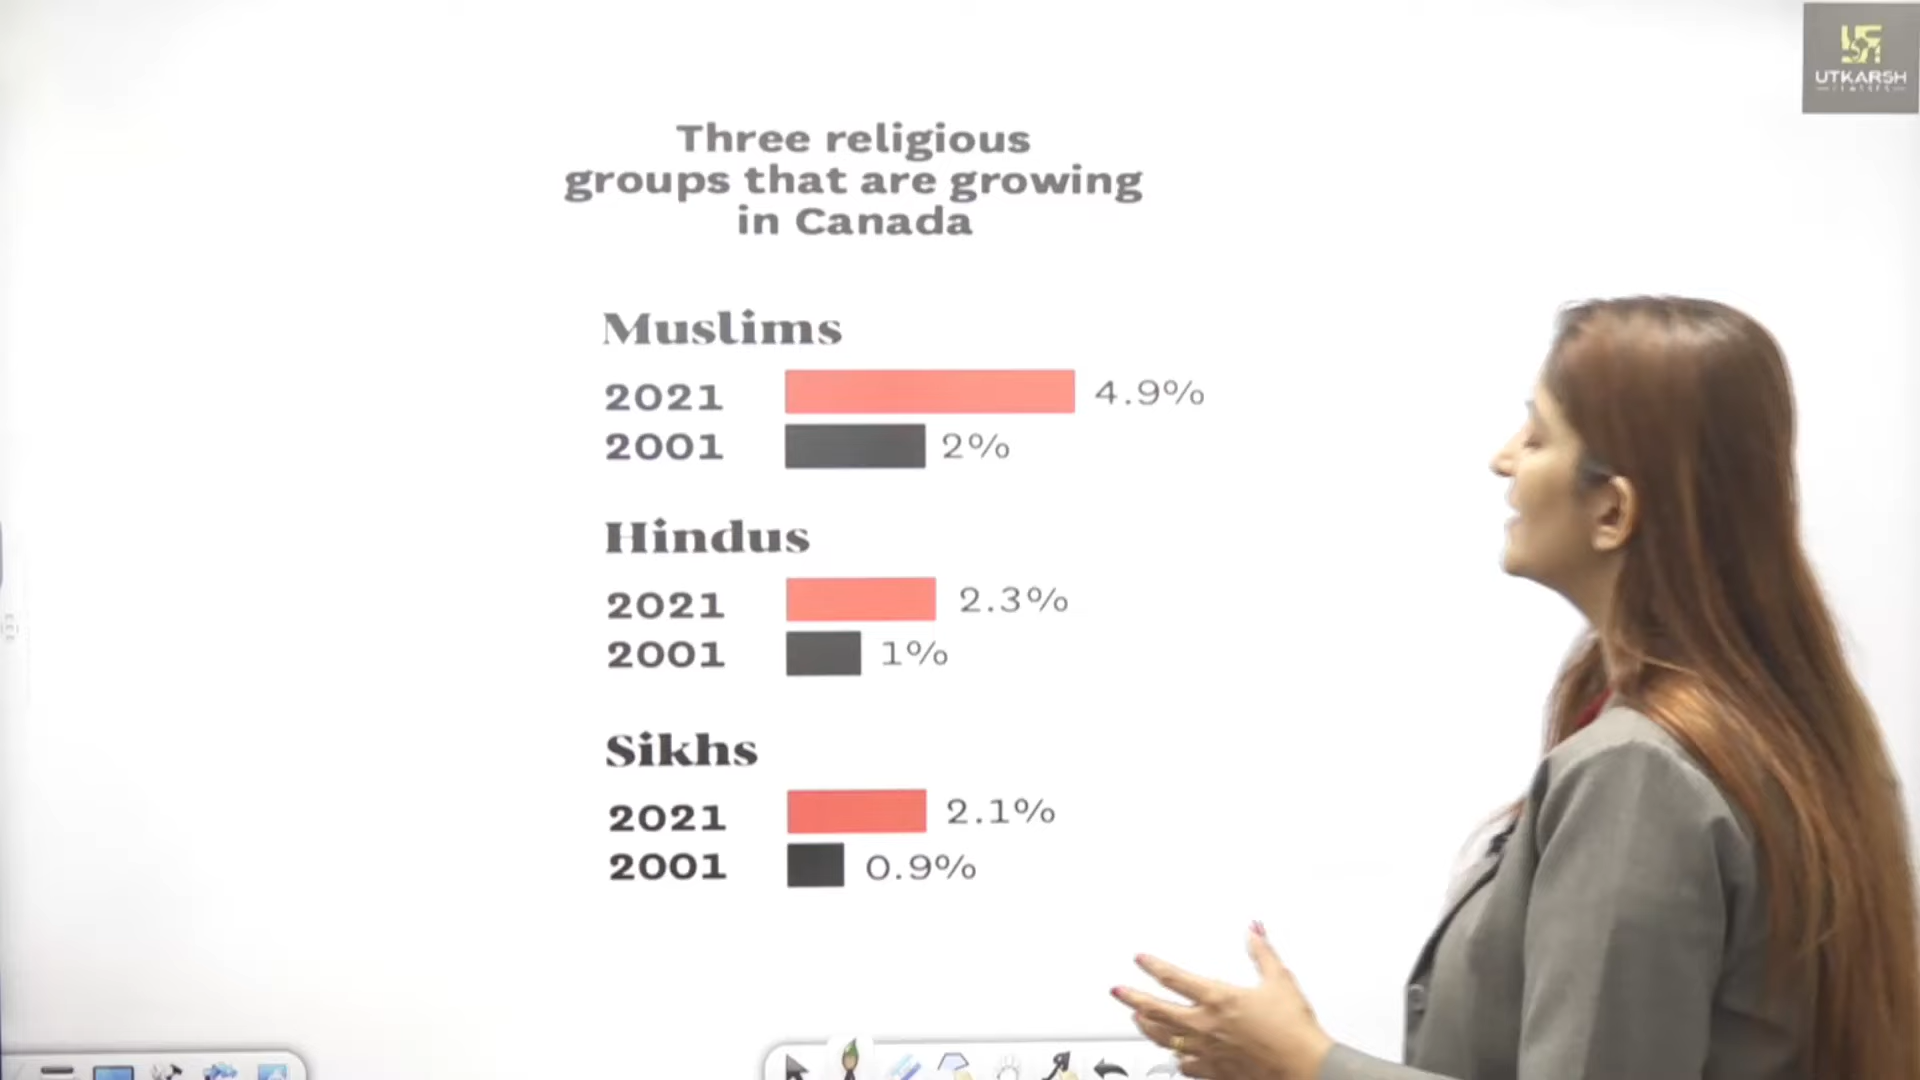 UTKARSH
CLASSES
Three religious
groups that are growing
in Canada
Muslims
2021 4.9%
2001 2%
Hindus
2021 2.3%
2001 1%
Sikhs
2021 2.1%
2001 0.9%